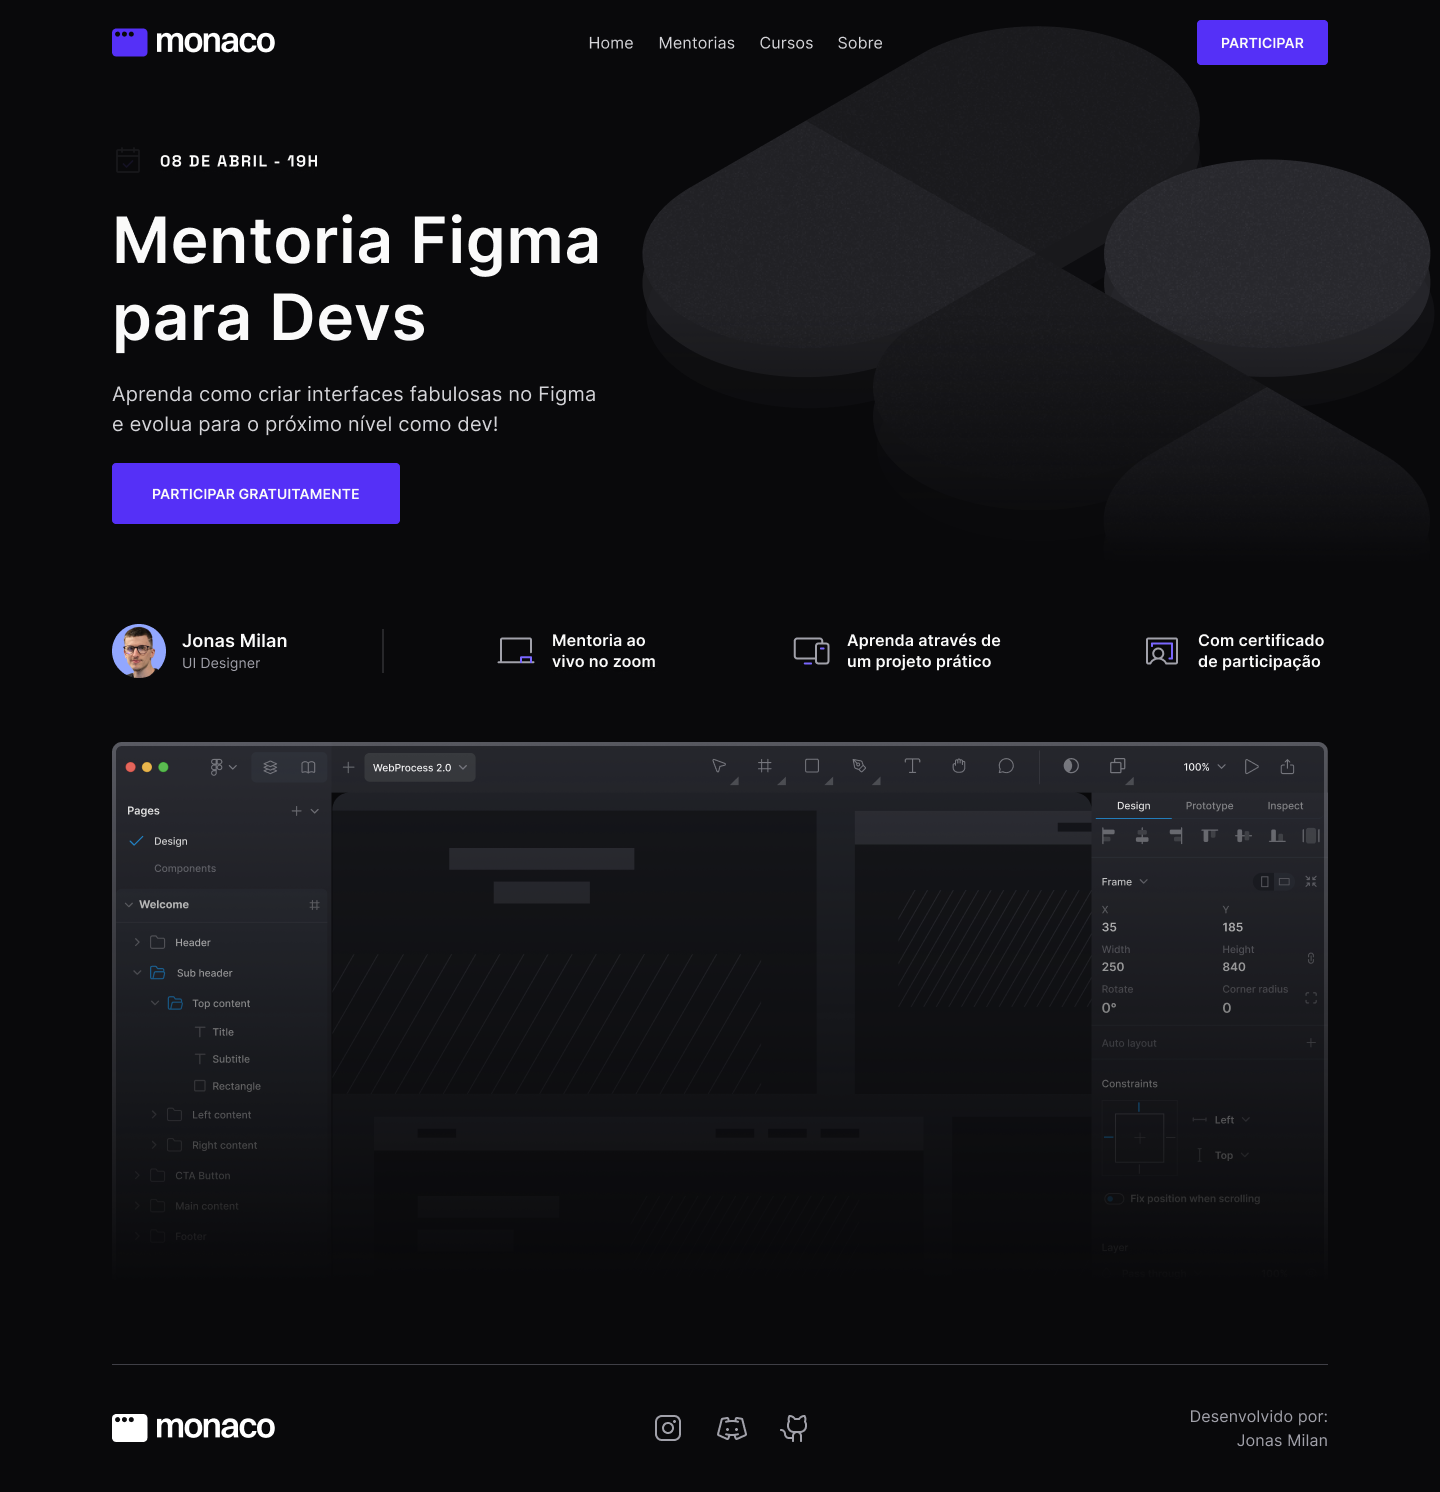 monaco
Home Mentorias Cursos Sobre
PARTICIPAR
08 DE ABRIL - 19H
Mentoria Figma
para Devs
Aprenda como criar interfaces fabulosas no Figma
e evolua para o próximo nível como dev!
PARTICIPAR GRATUITAMENTE
Jonas Milan
UI Designer
Mentoria ao
vivo no zoom
Aprenda através de
um projeto prático
Com certificado
de participação
WebProcess 2.0
100%
Pages
Design
Components
Welcome
Header
Sub header
Top content
Title
Subtitle
Rectangle
Left content
Right content
CTA Button
Main content
Footer
Design Prototype Inspect
Frame
X Y
35 185
Width Height
250 840
Rotate Corner radius
0° 0
Auto layout
Constraints
Left
Top
Fix position when scrolling
Layer
monaco
Desenvolvido por:
Jonas Milan